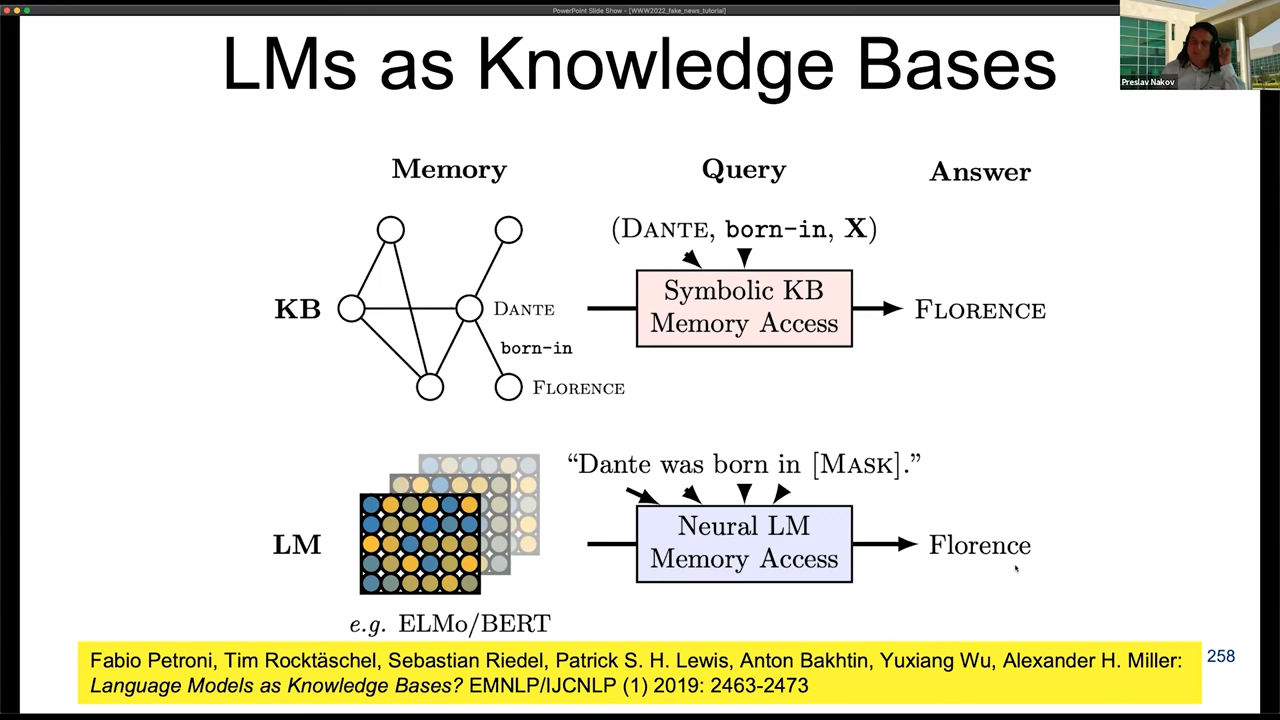 PowerPoint Slide Show - [WWW2022_fake_news_tutorial]
Preslav Nakov
LMs as Knowledge Bases
Memory
Query
Answer
(DANTE, born-in, X)
KB
DANTE
born-in
FLORENCE
Symbolic KB
Memory Access
FLORENCE
"Dante was born in [MASK]."
LM
Neural LM
Memory Access
Florence
e.g. ELMo/BERT
Fabio Petroni, Tim Rocktäschel, Sebastian Riedel, Patrick S. H. Lewis, Anton Bakhtin, Yuxiang Wu, Alexander H. Miller:
Language Models as Knowledge Bases? EMNLP/IJCNLP (1) 2019: 2463-2473
258